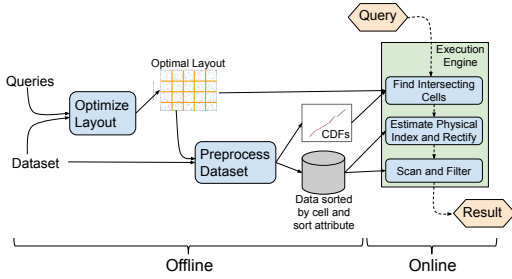 Query
Execution
Engine
Optimal Layout
Queries
Optimize
Layout
Find Intersecting
Cells
CDFs
Estimate Physical
Index and Rectify
Dataset
Preprocess
Dataset
Scan and Filter
Data sorted
by cell and
sort attribute
Result
Offline
Online